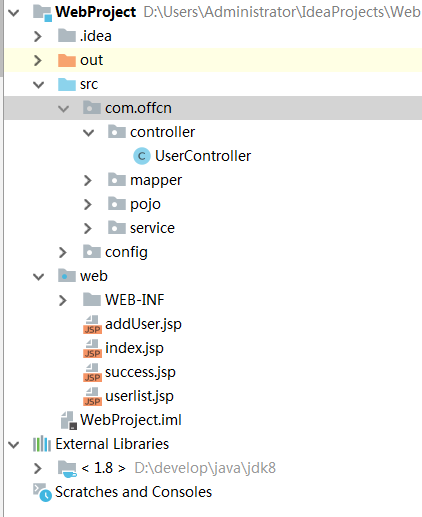 WebProject D:\Users\Administrator\IdeaProjects\Web
.idea
out
src
com.offcn
controller
C UserController
mapper
pojo
service
config
web
WEB-INF
JSP addUser.jsp
JSP index.jsp
JSP success.jsp
JSP userlist.jsp
WebProject.iml
External Libraries
< 1.8 > D:\develop\java\jdk8
Scratches and Consoles